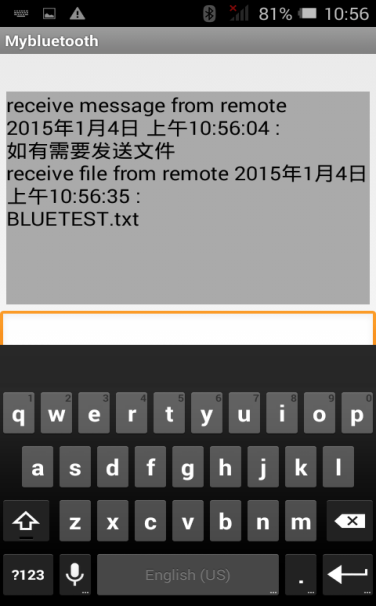 81% 10:56
Mybluetooth
receive message from remote
2015年1月4日 上午10:56:04 :
如有需要发送文件
receive file from remote 2015年1月4日
上午10:56:35 :
BLUETEST.txt
1 2 3 4 5 6 7 8 9 0
q w e r t y u i o p
a s d f g h j k l
z x c v b n m
?123 ... English (US) ... . ... ...